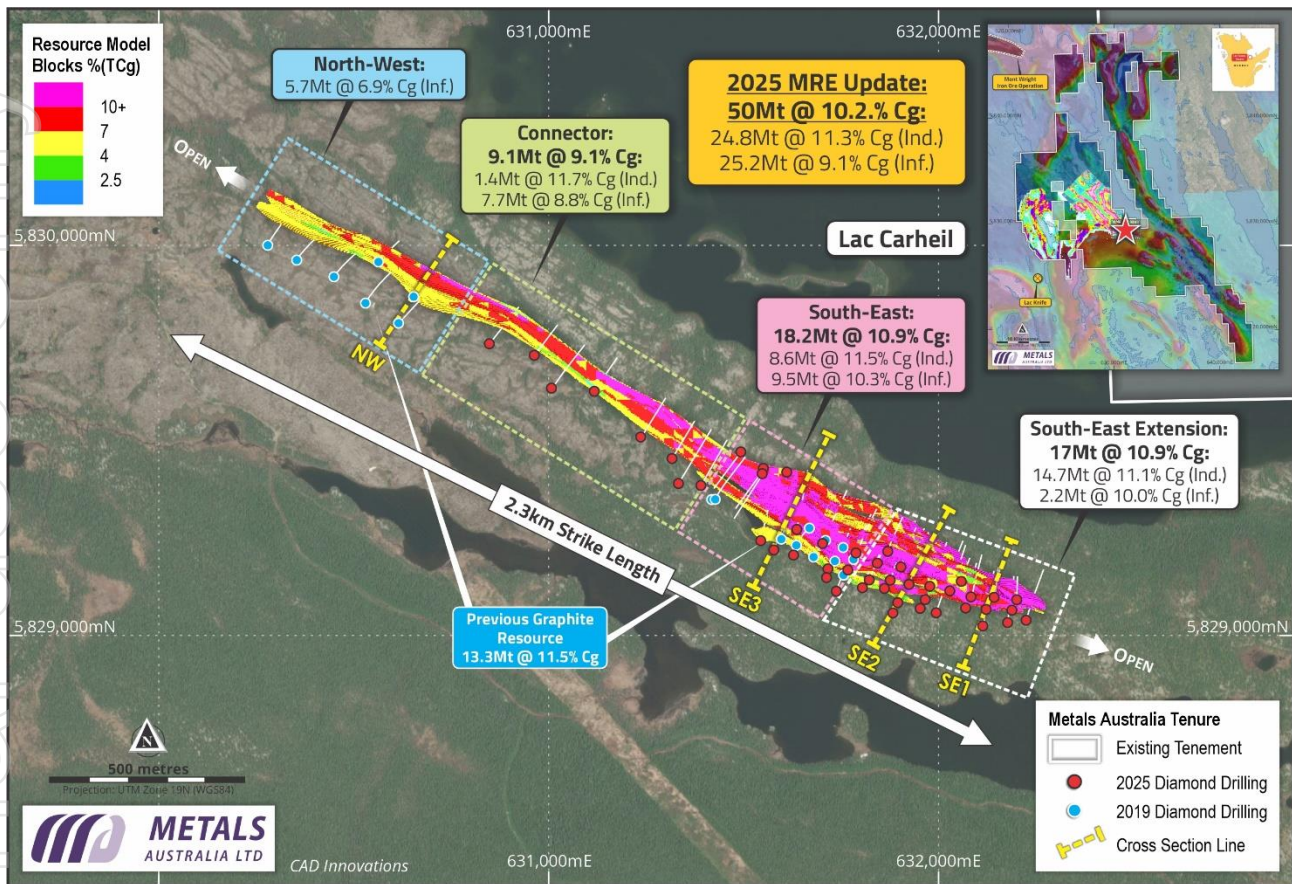 Resource Model
Blocks %(TCg)
10+
7
4
2.5
North-West:
5.7Mt @ 6.9% Cg (Inf.)
Connector:
9.1Mt @ 9.1% Cg:
1.4Mt @ 11.7% Cg (Ind.)
7.7Mt @ 8.8% Cg (Inf.)
631,000mE
632,000mE
2025 MRE Update:
50Mt @ 10.2.% Cg:
24.8Mt @ 11.3% Cg (Ind.)
25.2Mt @ 9.1% Cg (Inf.)
Mont Wright
Iron Ore Operation
Lac Knife
METALS
AUSTRALIA LTD
OPEN
5,830,000mN
Lac Carheil
South-East:
18.2Mt @ 10.9% Cg:
8.6Mt @ 11.5% Cg (Ind.)
9.5Mt @ 10.3% Cg (Inf.)
South-East Extension:
17Mt @ 10.9% Cg:
14.7Mt @ 11.1% Cg (Ind.)
2.2Mt @ 10.0% Cg (Inf.)
NW
2.3km Strike Length
SE3
SE2
SE1
OPEN
Previous Graphite
Resource
13.3Mt @ 11.5% Cg
5,829,000mN
5,829,000mN
N
500 metres
Projection: UTM Zone 19N (WGS84)
METALS
AUSTRALIA LTD
CAD Innovations
631,000mE
632,000mE
Metals Australia Tenure
Existing Tenement
2025 Diamond Drilling
2019 Diamond Drilling
Cross Section Line